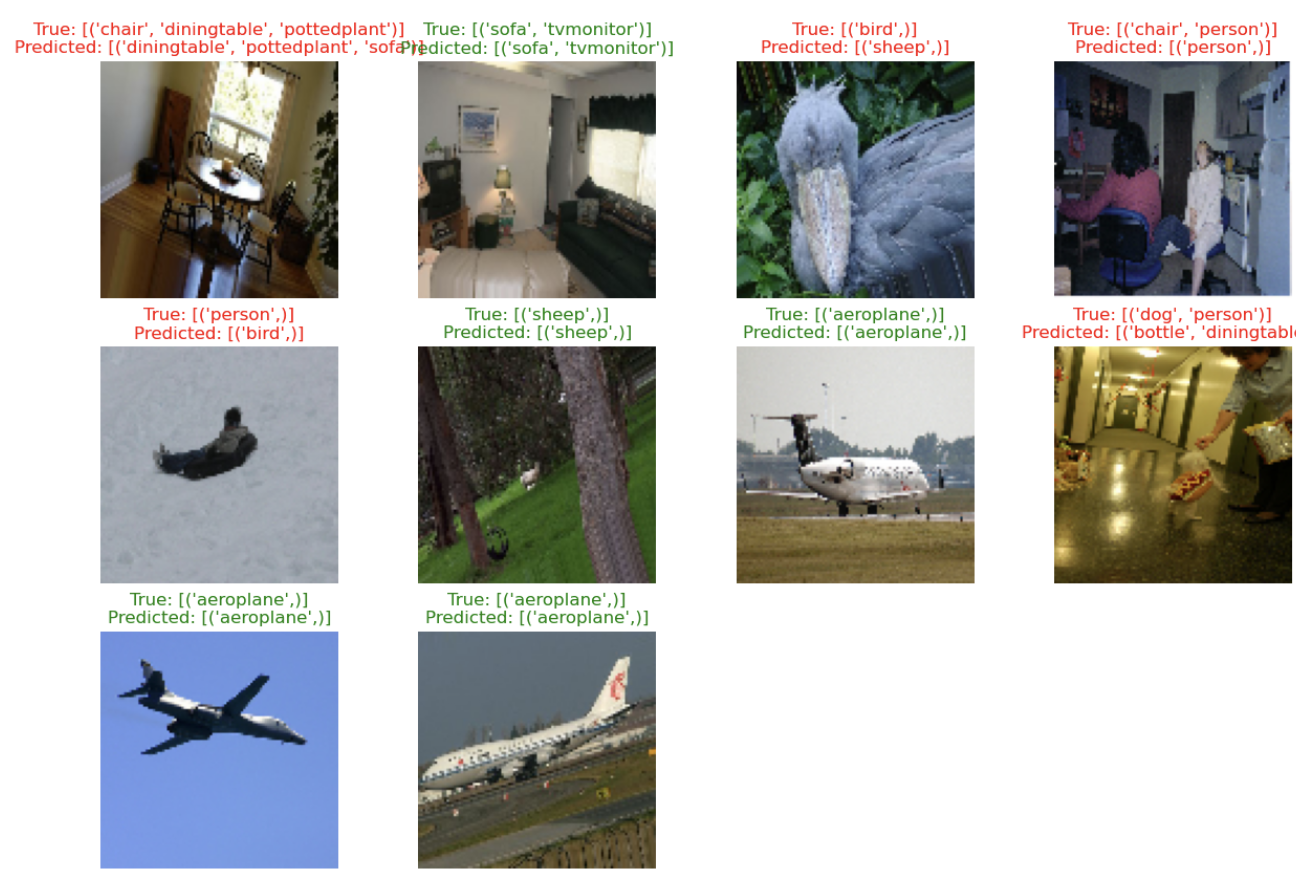 True: [('chair', 'diningtable', 'pottedplant')]
Predicted: [('diningtable', 'pottedplant', 'sofa')]
True: [('sofa', 'tvmonitor')]
Predicted: [('sofa', 'tvmonitor')]
True: [('bird',)]
Predicted: [('sheep',)]
True: [('chair', 'person')]
Predicted: [('person',)]
True: [('person',)]
Predicted: [('bird',)]
True: [('sheep',)]
Predicted: [('sheep',)]
True: [('aeroplane',)]
Predicted: [('aeroplane',)]
True: [('dog', 'person')]
Predicted: [('bottle', 'diningtable
True: [('aeroplane',)]
Predicted: [('aeroplane',)]
True: [('aeroplane',)]
Predicted: [('aeroplane',)]